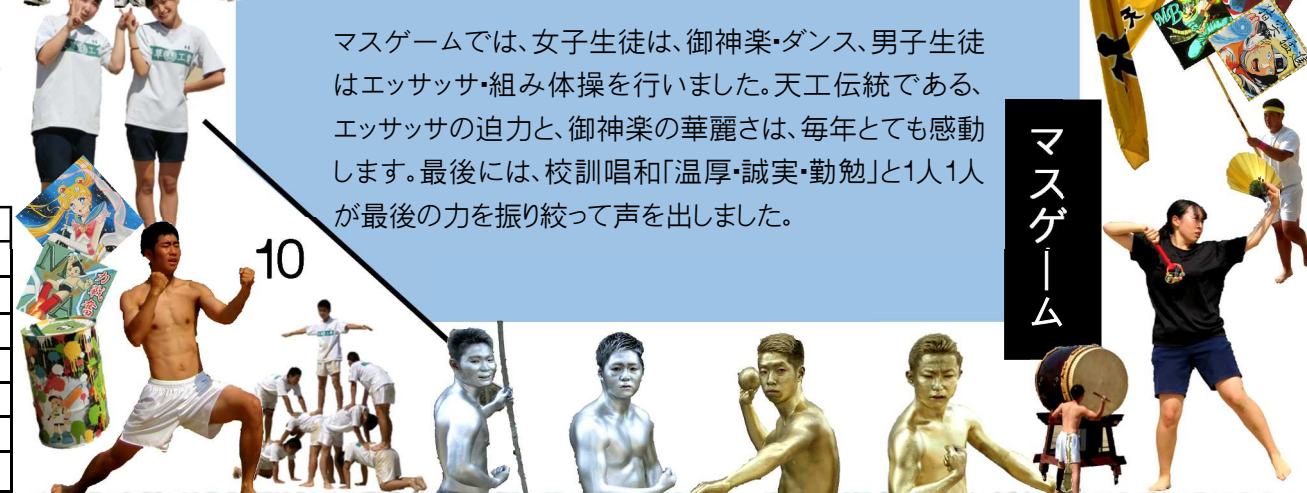 マスゲームでは、女子生徒は、御神楽・ダンス、男子生徒
はエッサッサ・組み体操を行いました。天工伝統である、
エッサッサの迫力と、御神楽の華麗さは、毎年とても感動
します。最後には、校訓唱和「温厚・誠実・勤勉」と1人1人
が最後の力を振り絞って声を出しました。
マスゲーム
10